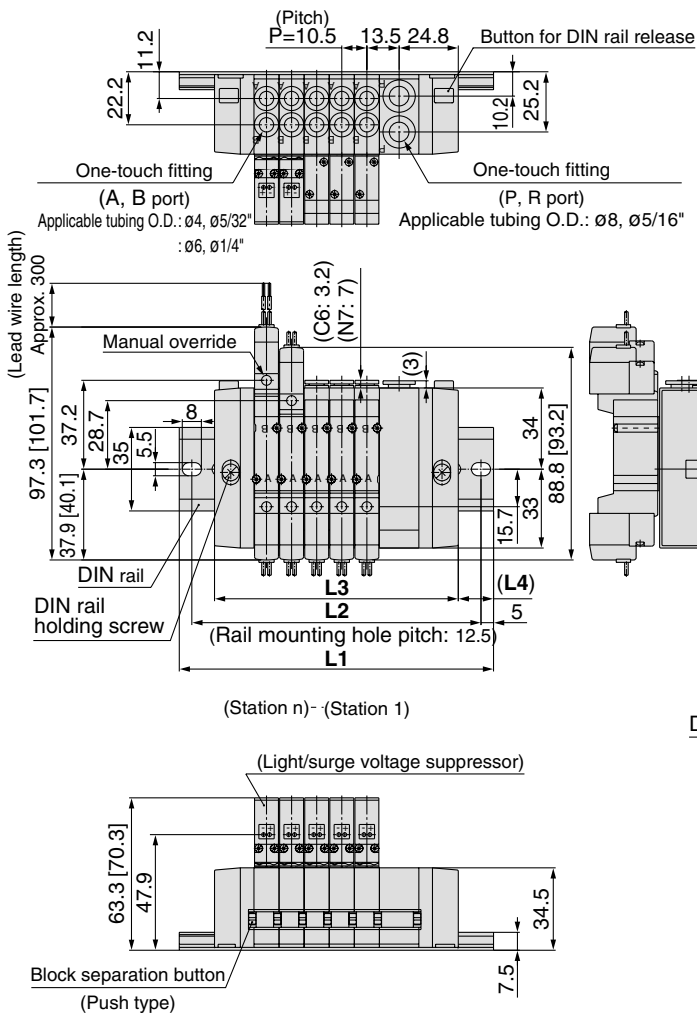 (Pitch)
P=10.5
13.5
24.8
Button for DIN rail release
11.2
22.2
10.2
25.2
One-touch fitting
(A, B port)
Applicable tubing O.D.: ø4, ø5/32"
: ø6, ø1/4"
One-touch fitting
(P, R port)
Applicable tubing O.D.: ø8, ø5/16"
(Lead wire length)
Approx. 300
Manual override
(C6: 3.2)
(N7: 7)
(3)
97.3 [101.7]
37.2
28.7
35
8
5.5
37.9 [40.1]
34
33
15.7
88.8 [93.2]
DIN rail
DIN rail
holding screw
L3
(L4)
L2
5
(Rail mounting hole pitch: 12.5)
L1
(Station n)- -(Station 1)
D
(Light/surge voltage suppressor)
63.3 [70.3]
47.9
34.5
7.5
Block separation button
(Push type)